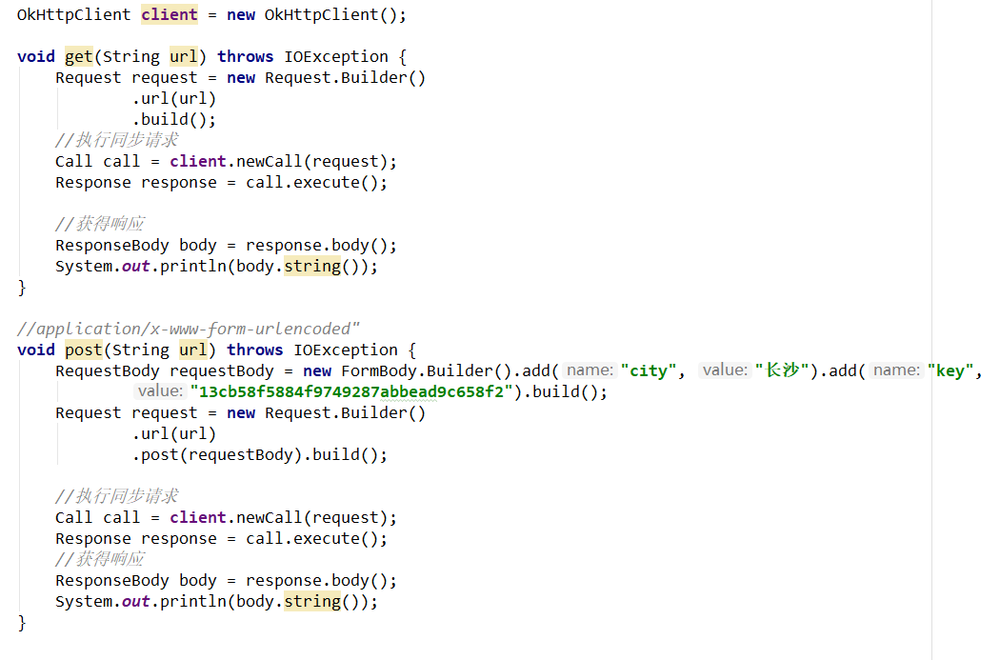 OkHttpClient client = new OkHttpClient();
void get(String url) throws IOException {
Request request = new Request.Builder()
.url(url)
.build();
//执行同步请求
Call call = client.newCall(request);
Response response = call.execute();
//获得响应
ResponseBody body = response.body();
System.out.println(body.string());
}
//application/x-www-form-urlencoded"
void post(String url) throws IOException {
RequestBody requestBody = new FormBody.Builder().add( name: "city", value: "长沙").add( name: "key",
value: "13cb58f5884f9749287abbead9c658f2").build();
Request request = new Request.Builder()
.url(url)
.post(requestBody).build();
//执行同步请求
Call call = client.newCall(request);
Response response = call.execute();
//获得响应
ResponseBody body = response.body();
System.out.println(body.string());
}